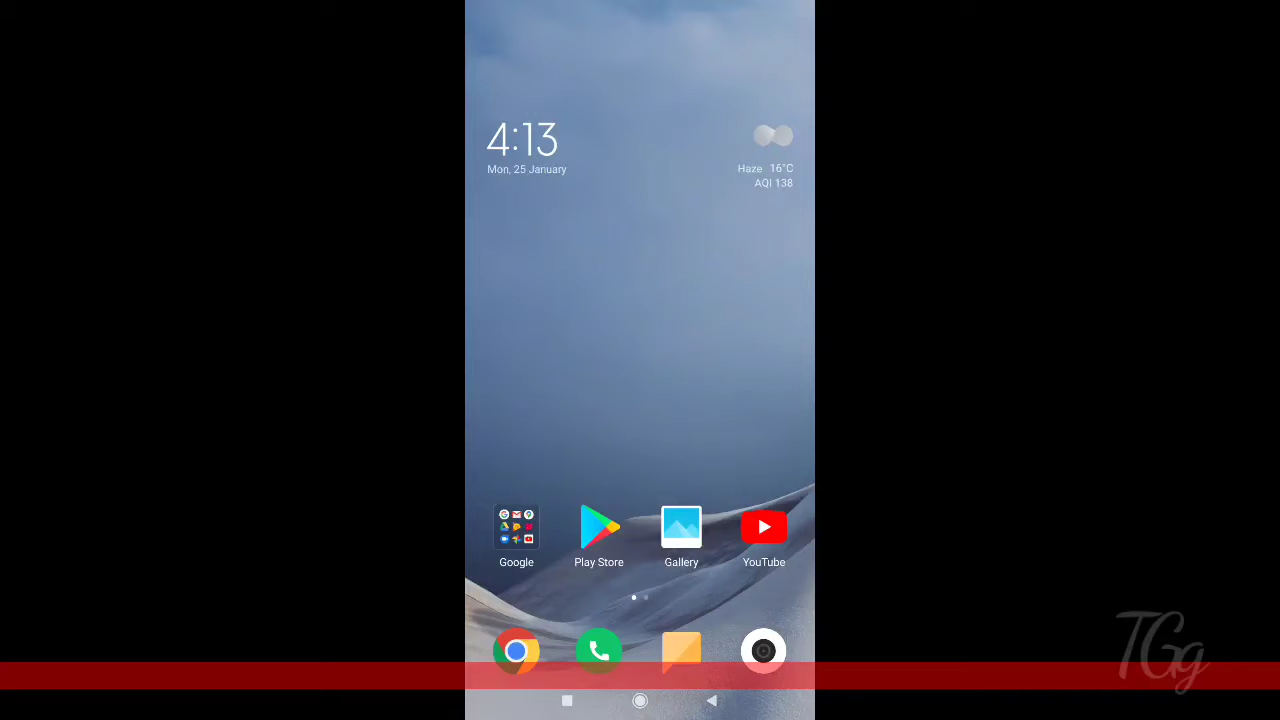 4:13
Mon, 25 January
Haze 16°C
AQI 138
Google
Play Store
Gallery
YouTube
TGg